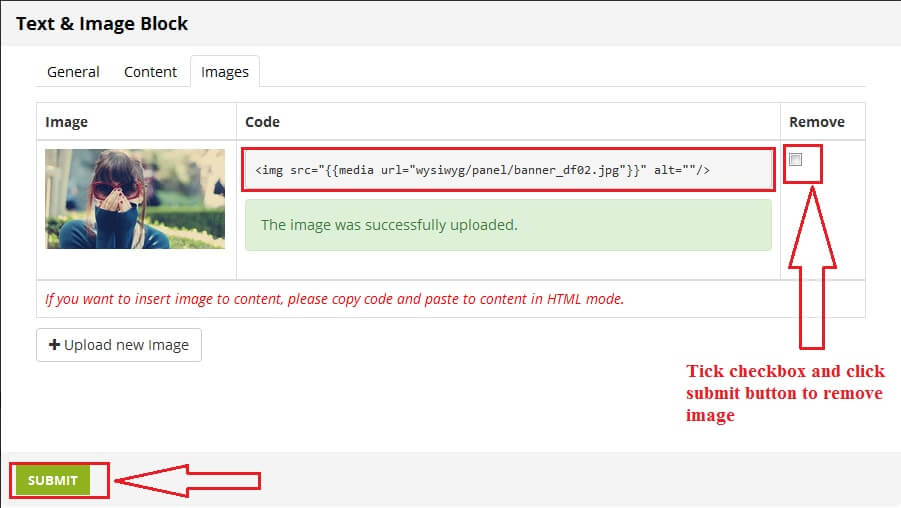 Text & Image Block
General Content Images
Image Code Remove
<img src="{{media url="wysiwyg/panel/banner_df02.jpg"}}" alt=""/>
The image was successfully uploaded.
If you want to insert image to content, please copy code and paste to content in HTML mode.
Upload new Image
Tick checkbox and click
submit button to remove
image
SUBMIT